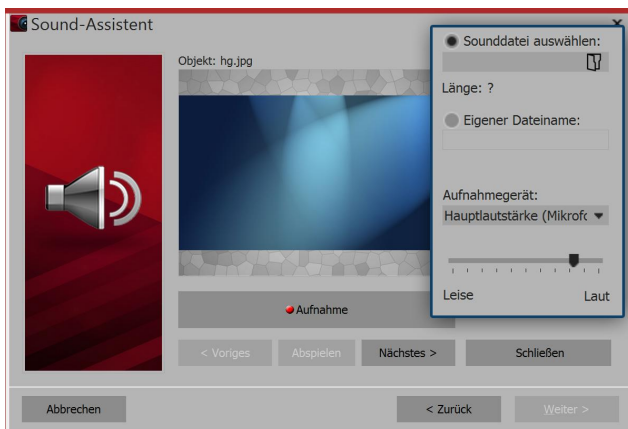 Sound-Assistent
Objekt: hg.jpg
Sounddatei auswählen:
Länge: ?
Eigener Dateiname:
Aufnahmegerät:
Hauptlautstärke (Mikrofc
Leise Laut
Aufnahme
< Voriges Abspielen Nächstes > Schließen
Abbrechen < Zurück Weiter >